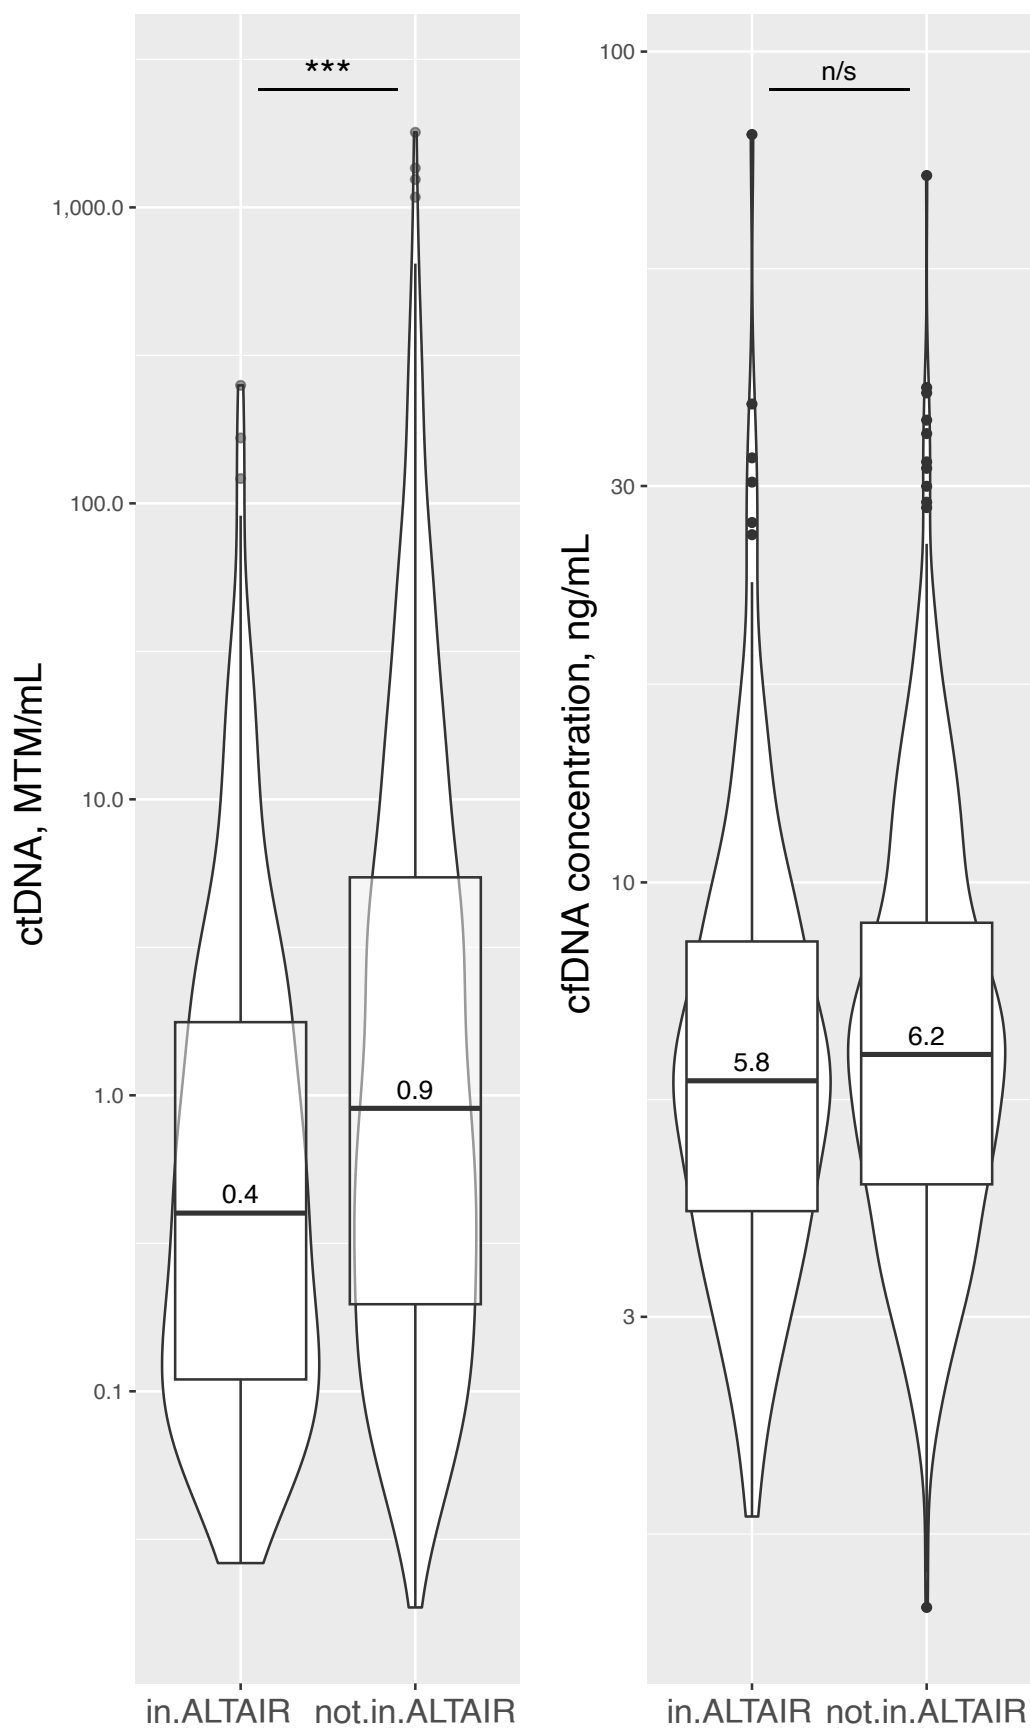 ***
1,000.0
100.0
10.0
1.0
0.1
ctDNA, MTM/mL
0.9
0.4
in.ALTAIR not.in.ALTAIR
n/s
100
30
10
3
cfDNA concentration, ng/mL
6.2
5.8
in.ALTAIR not.in.ALTAIR